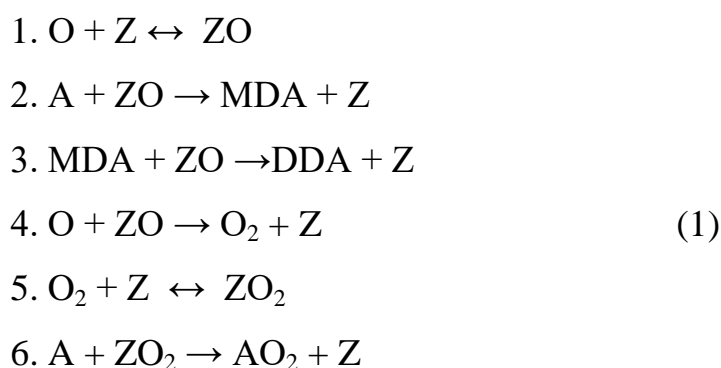 1. O + Z ↔ ZO
2. A + ZO → MDA + Z
3. MDA + ZO →DDA + Z
4. O + ZO → O₂ + Z (1)
5. O₂ + Z ↔ ZO₂
6. A + ZO₂ → AO₂ + Z